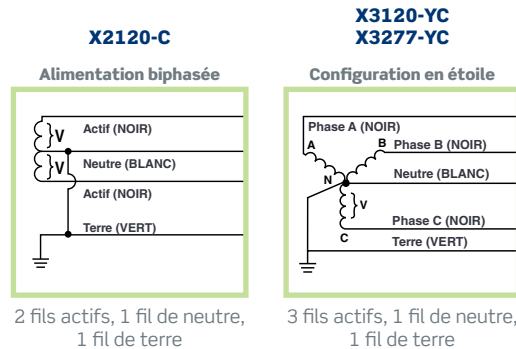 X2120-C
Alimentation biphasée
V
Actif (NOIR)
V
Neutre (BLANC)
Actif (NOIR)
Terre (VERT)
2 fils actifs, 1 fil de neutre,
1 fil de terre
X3120-YC
X3277-YC
Configuration en étoile
Phase A (NOIR)
A
B
Phase B (NOIR)
N
Neutre (BLANC)
V
Phase C (NOIR)
C
Terre (VERT)
3 fils actifs, 1 fil de neutre,
1 fil de terre